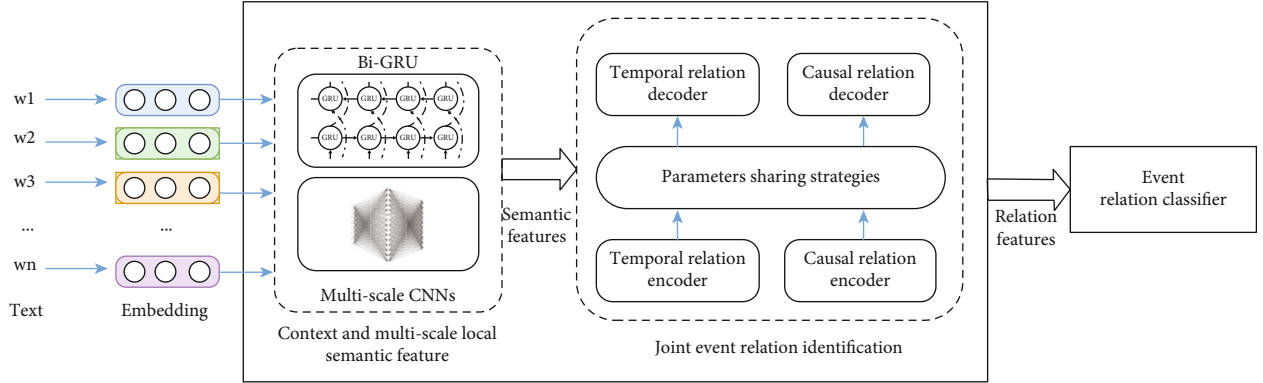 w1
w2
w3
...
wn
Text
...
Embedding
Bi-GRU
GRU GRU GRU GRU
GRU GRU GRU GRU
Multi-scale CNNs
Context and multi-scale local
semantic feature
Semantic
features
Temporal relation
decoder
Causal relation
decoder
Parameters sharing strategies
Temporal relation
encoder
Causal relation
encoder
Joint event relation identification
Relation
features
Event
relation classifier